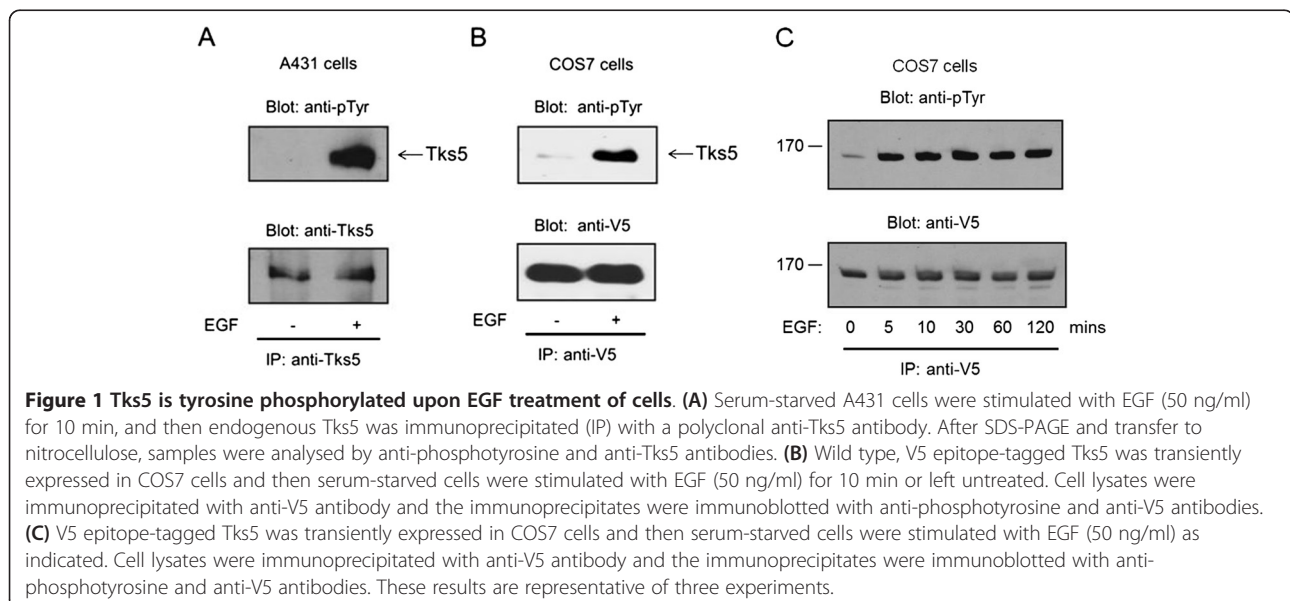 A
A431 cells
Blot: anti-pTyr
←Tks5
Blot: anti-Tks5
EGF - +
IP: anti-Tks5
B
COS7 cells
Blot: anti-pTyr
←Tks5
Blot: anti-V5
EGF - +
IP: anti-V5
C
COS7 cells
Blot: anti-pTyr
170
Blot: anti-V5
170
EGF: 0 5 10 30 60 120 mins
IP: anti-V5
Figure 1 Tks5 is tyrosine phosphorylated upon EGF treatment of cells. (A) Serum-starved A431 cells were stimulated with EGF (50 ng/ml)
for 10 min, and then endogenous Tks5 was immunoprecipitated (IP) with a polyclonal anti-Tks5 antibody. After SDS-PAGE and transfer to
nitrocellulose, samples were analysed by anti-phosphotyrosine and anti-Tks5 antibodies. (B) Wild type, V5 epitope-tagged Tks5 was transiently
expressed in COS7 cells and then serum-starved cells were stimulated with EGF (50 ng/ml) for 10 min or left untreated. Cell lysates were
immunoprecipitated with anti-V5 antibody and the immunoprecipitates were immunoblotted with anti-phosphotyrosine and anti-V5 antibodies.
(C) V5 epitope-tagged Tks5 was transiently expressed in COS7 cells and then serum-starved cells were stimulated with EGF (50 ng/ml) as
indicated. Cell lysates were immunoprecipitated with anti-V5 antibody and the immunoprecipitates were immunoblotted with anti-
phosphotyrosine and anti-V5 antibodies. These results are representative of three experiments.